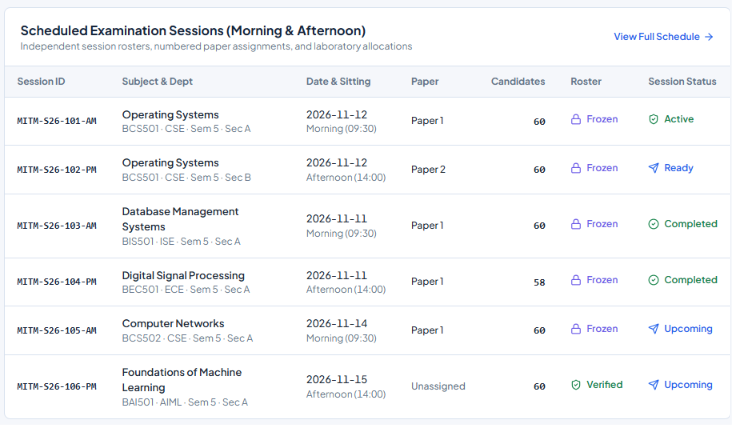 Scheduled Examination Sessions (Morning & Afternoon)
Independent session rosters, numbered paper assignments, and laboratory allocations
View Full Schedule →
Session ID Subject & Dept Date & Sitting Paper Candidates Roster Session Status
MITM-S26-101-AM
Operating Systems
BCS501 · CSE · Sem 5 · Sec A
2026-11-12
Morning (09:30)
Paper 1
60
Frozen
Active
MITM-S26-102-PM
Operating Systems
BCS501 · CSE · Sem 5 · Sec B
2026-11-12
Afternoon (14:00)
Paper 2
60
Frozen
Ready
MITM-S26-103-AM
Database Management
Systems
BIS501 · ISE · Sem 5 · Sec A
2026-11-11
Morning (09:30)
Paper 1
60
Frozen
Completed
MITM-S26-104-PM
Digital Signal Processing
BEC501 · ECE · Sem 5 · Sec A
2026-11-11
Afternoon (14:00)
Paper 1
58
Frozen
Completed
MITM-S26-105-AM
Computer Networks
BCS502 · CSE · Sem 5 · Sec A
2026-11-14
Morning (09:30)
Paper 1
60
Frozen
Upcoming
MITM-S26-106-PM
Foundations of Machine
Learning
BAI501 · AIML · Sem 5 · Sec A
2026-11-15
Afternoon (14:00)
Unassigned
60
Verified
Upcoming